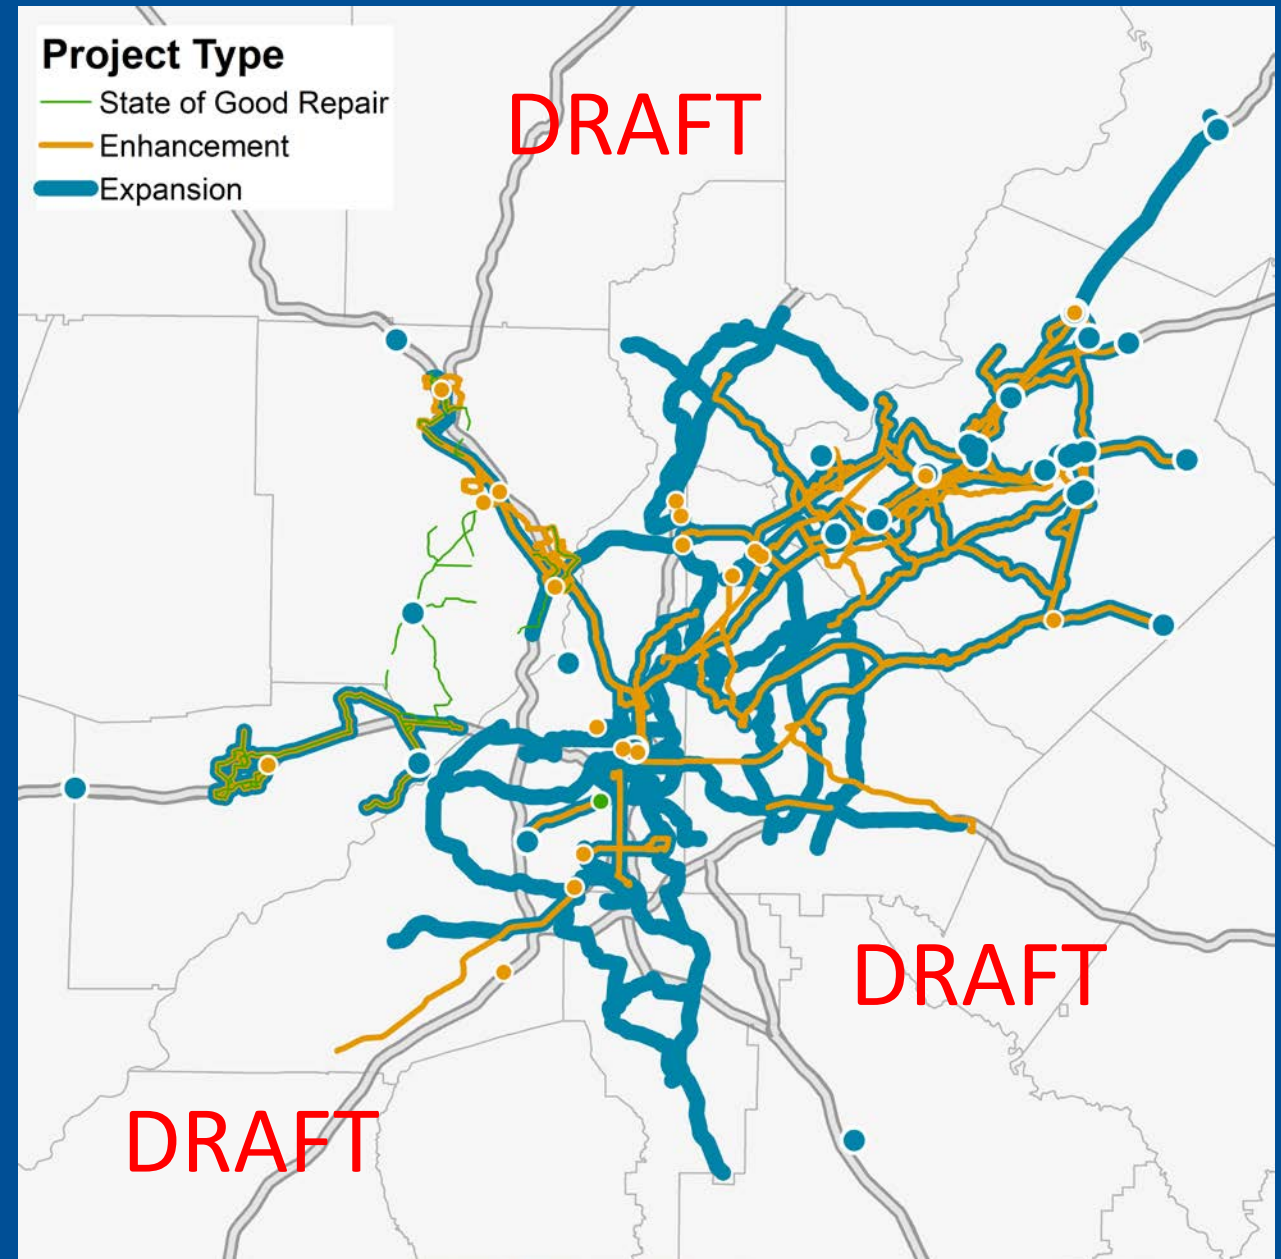 Project Type
State of Good Repair
Enhancement
Expansion
DRAFT
DRAFT
DRAFT